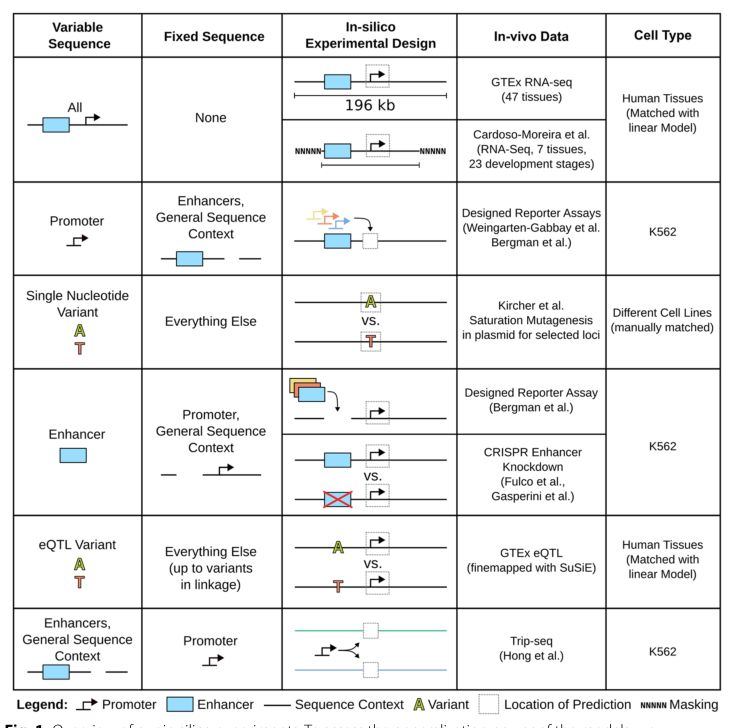 Variable
Sequence
Fixed Sequence
In-silico
Experimental Design
In-vivo Data
Cell Type
All
None
196 kb
GTEx RNA-seq
(47 tissues)
NNNNN
NNNNN
Cardoso-Moreira et al.
(RNA-Seq, 7 tissues,
23 development stages)
Human Tissues
(Matched with
linear Model)
Promoter
Enhancers,
General Sequence
Context
Designed Reporter Assays
(Weingarten-Gabbay et al.
Bergman et al.)
K562
Single Nucleotide
Variant
A
T
Everything Else
A
vs.
T
Kircher et al.
Saturation Mutagenesis
in plasmid for selected loci
Different Cell Lines
(manually matched)
Enhancer
Promoter,
General Sequence
Context
Designed Reporter Assay
(Bergman et al.)
vs.
CRISPR Enhancer
Knockdown
(Fulco et al.,
Gasperini et al.)
K562
eQTL Variant
A
T
Everything Else
(up to variants
in linkage)
A
vs.
T
GTEx eQTL
(finemapped with SuSiE)
Human Tissues
(Matched with
linear Model)
Enhancers,
General Sequence
Context
Promoter
Trip-seq
(Hong et al.)
K562
Legend: Promoter Enhancer Sequence Context A Variant Location of Prediction NNNNN Masking